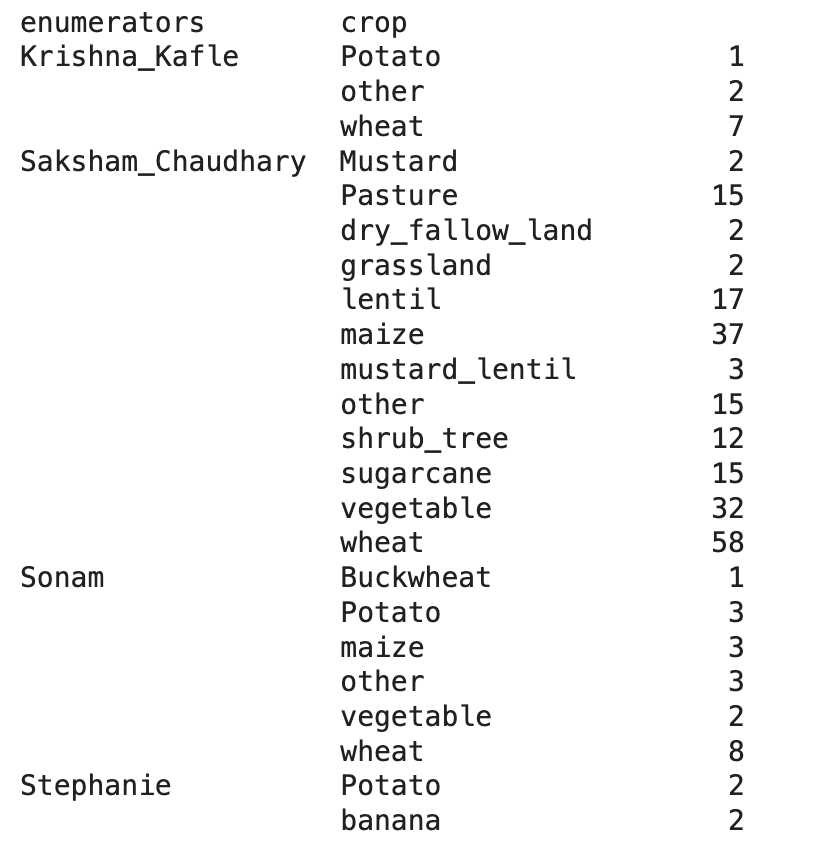 enumerators crop
Krishna_Kafle Potato 1
other 2
wheat 7
Saksham_Chaudhary Mustard 2
Pasture 15
dry_fallow_land 2
grassland 2
lentil 17
maize 37
mustard_lentil 3
other 15
shrub_tree 12
sugarcane 15
vegetable 32
wheat 58
Sonam Buckwheat 1
Potato 3
maize 3
other 3
vegetable 2
wheat 8
Stephanie Potato 2
banana 2